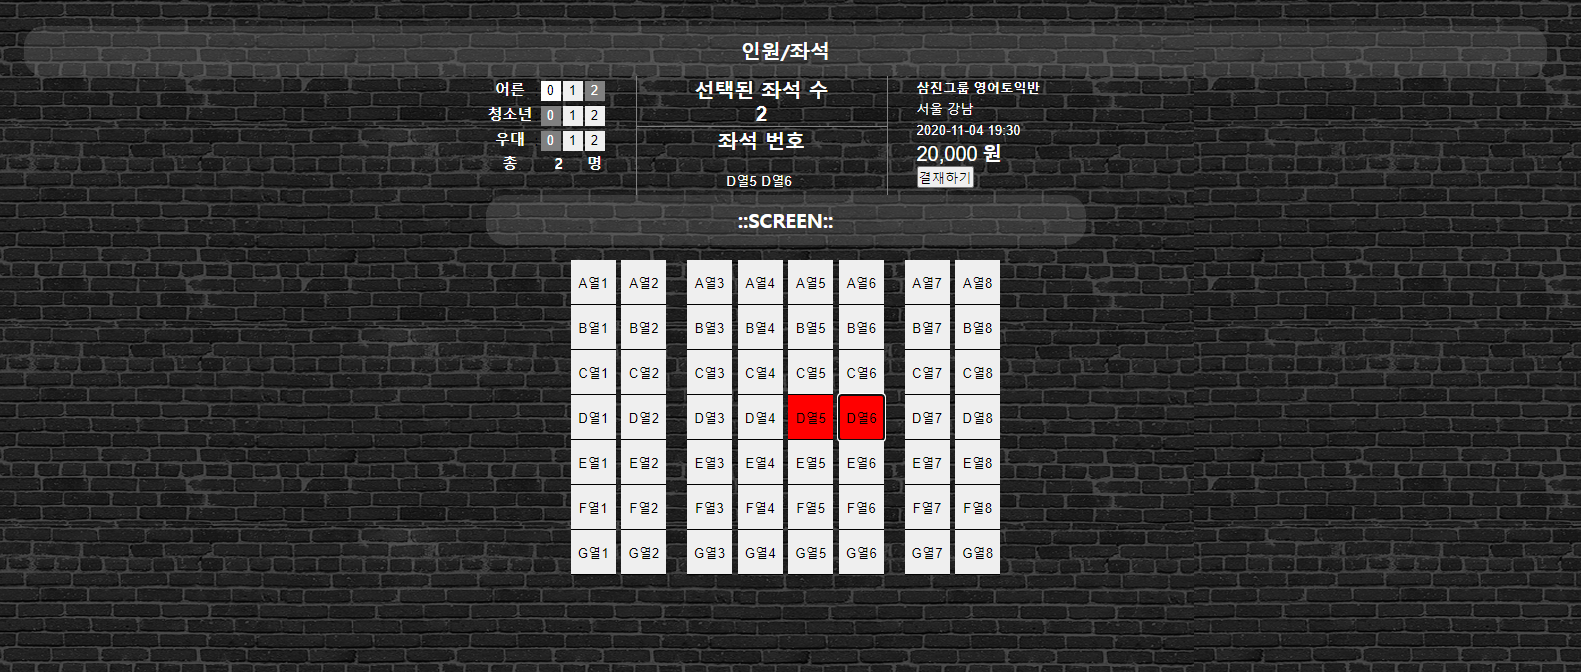 인원/좌석
어른 0 1 2
청소년 0 1 2
우대 0 1 2
총 2 명
선택된 좌석 수
2
좌석 번호
D열5 D열6
삼진그룹 영어토익반
서울 강남
2020-11-04 19:30
20,000 원
결재하기
::SCREEN::
A열1 A열2 A열3 A열4 A열5 A열6 A열7 A열8
B열1 B열2 B열3 B열4 B열5 B열6 B열7 B열8
C열1 C열2 C열3 C열4 C열5 C열6 C열7 C열8
D열1 D열2 D열3 D열4 D열5 D열6 D열7 D열8
E열1 E열2 E열3 E열4 E열5 E열6 E열7 E열8
F열1 F열2 F열3 F열4 F열5 F열6 F열7 F열8
G열1 G열2 G열3 G열4 G열5 G열6 G열7 G열8